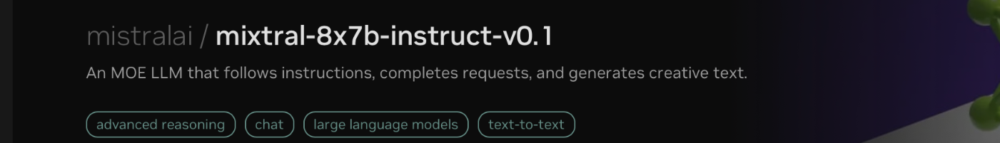 mistralai / mixtral-8x7b-instruct-v0.1
An MOE LLM that follows instructions, completes requests, and generates creative text.
advanced reasoning chat large language models text-to-text